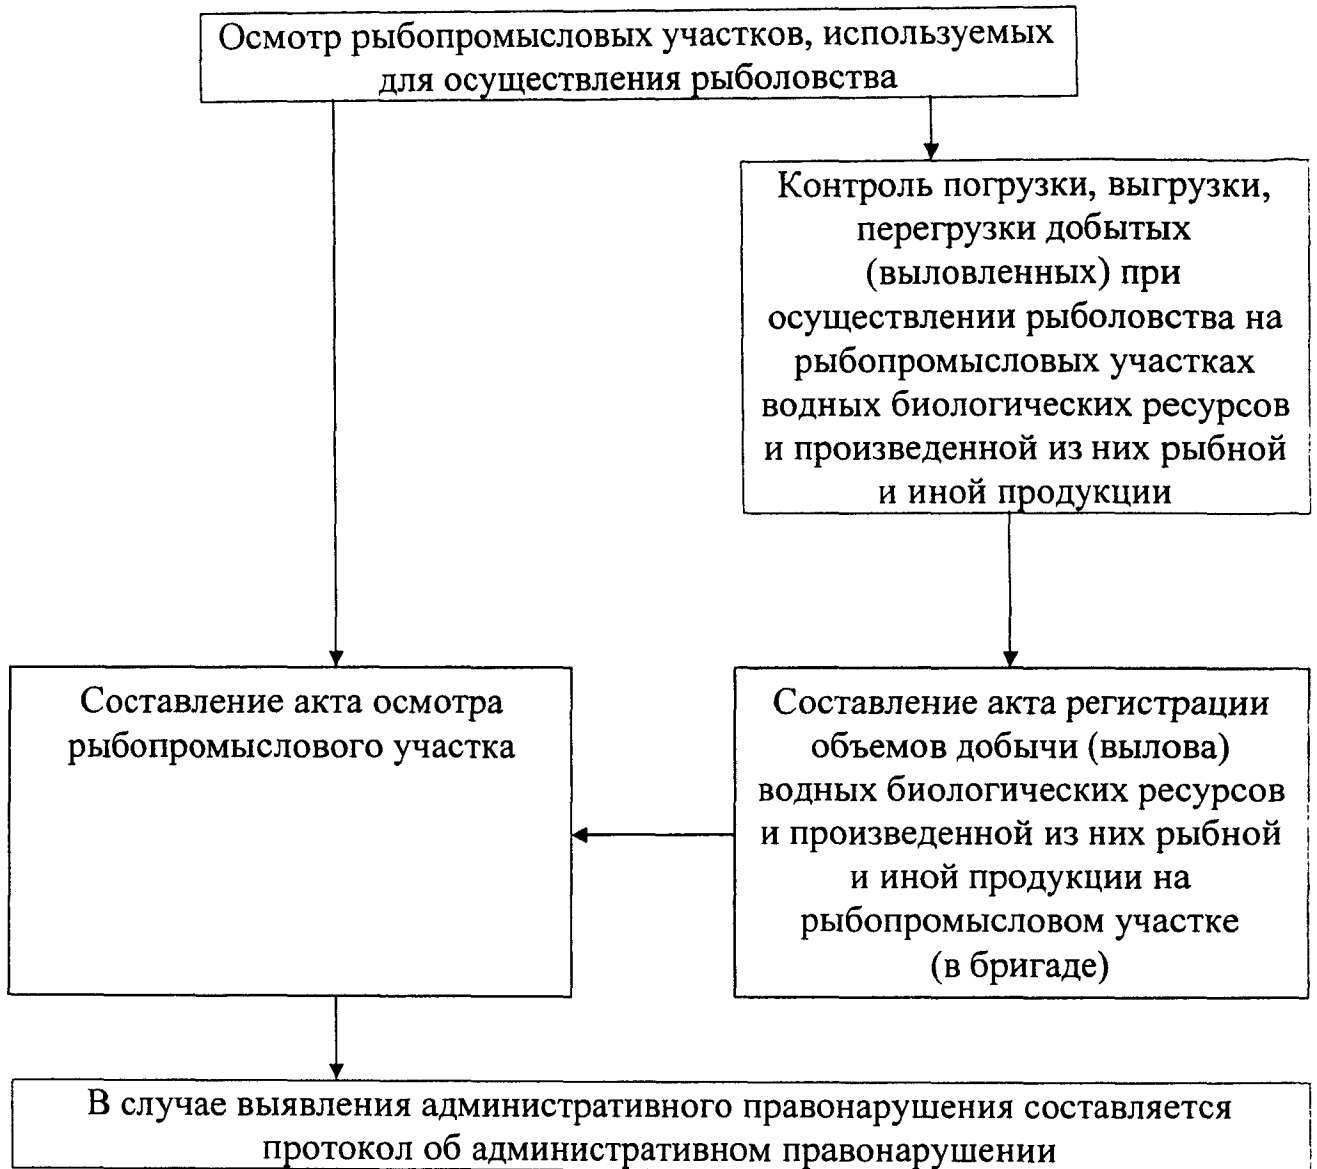 Осмотр рыбопромысловых участков, используемых
для осуществления рыболовства
Контроль погрузки, выгрузки,
перегрузки добытых
(выловленных) при
осуществлении рыболовства на
рыбопромысловых участках
водных биологических ресурсов
и произведенной из них рыбной
и иной продукции
Составление акта осмотра
рыбопромыслового участка
Составление акта регистрации
объемов добычи (вылова)
водных биологических ресурсов
и произведенной из них рыбной
и иной продукции на
рыбопромысловом участке
(в бригаде)
В случае выявления административного правонарушения составляется
протокол об административном правонарушении